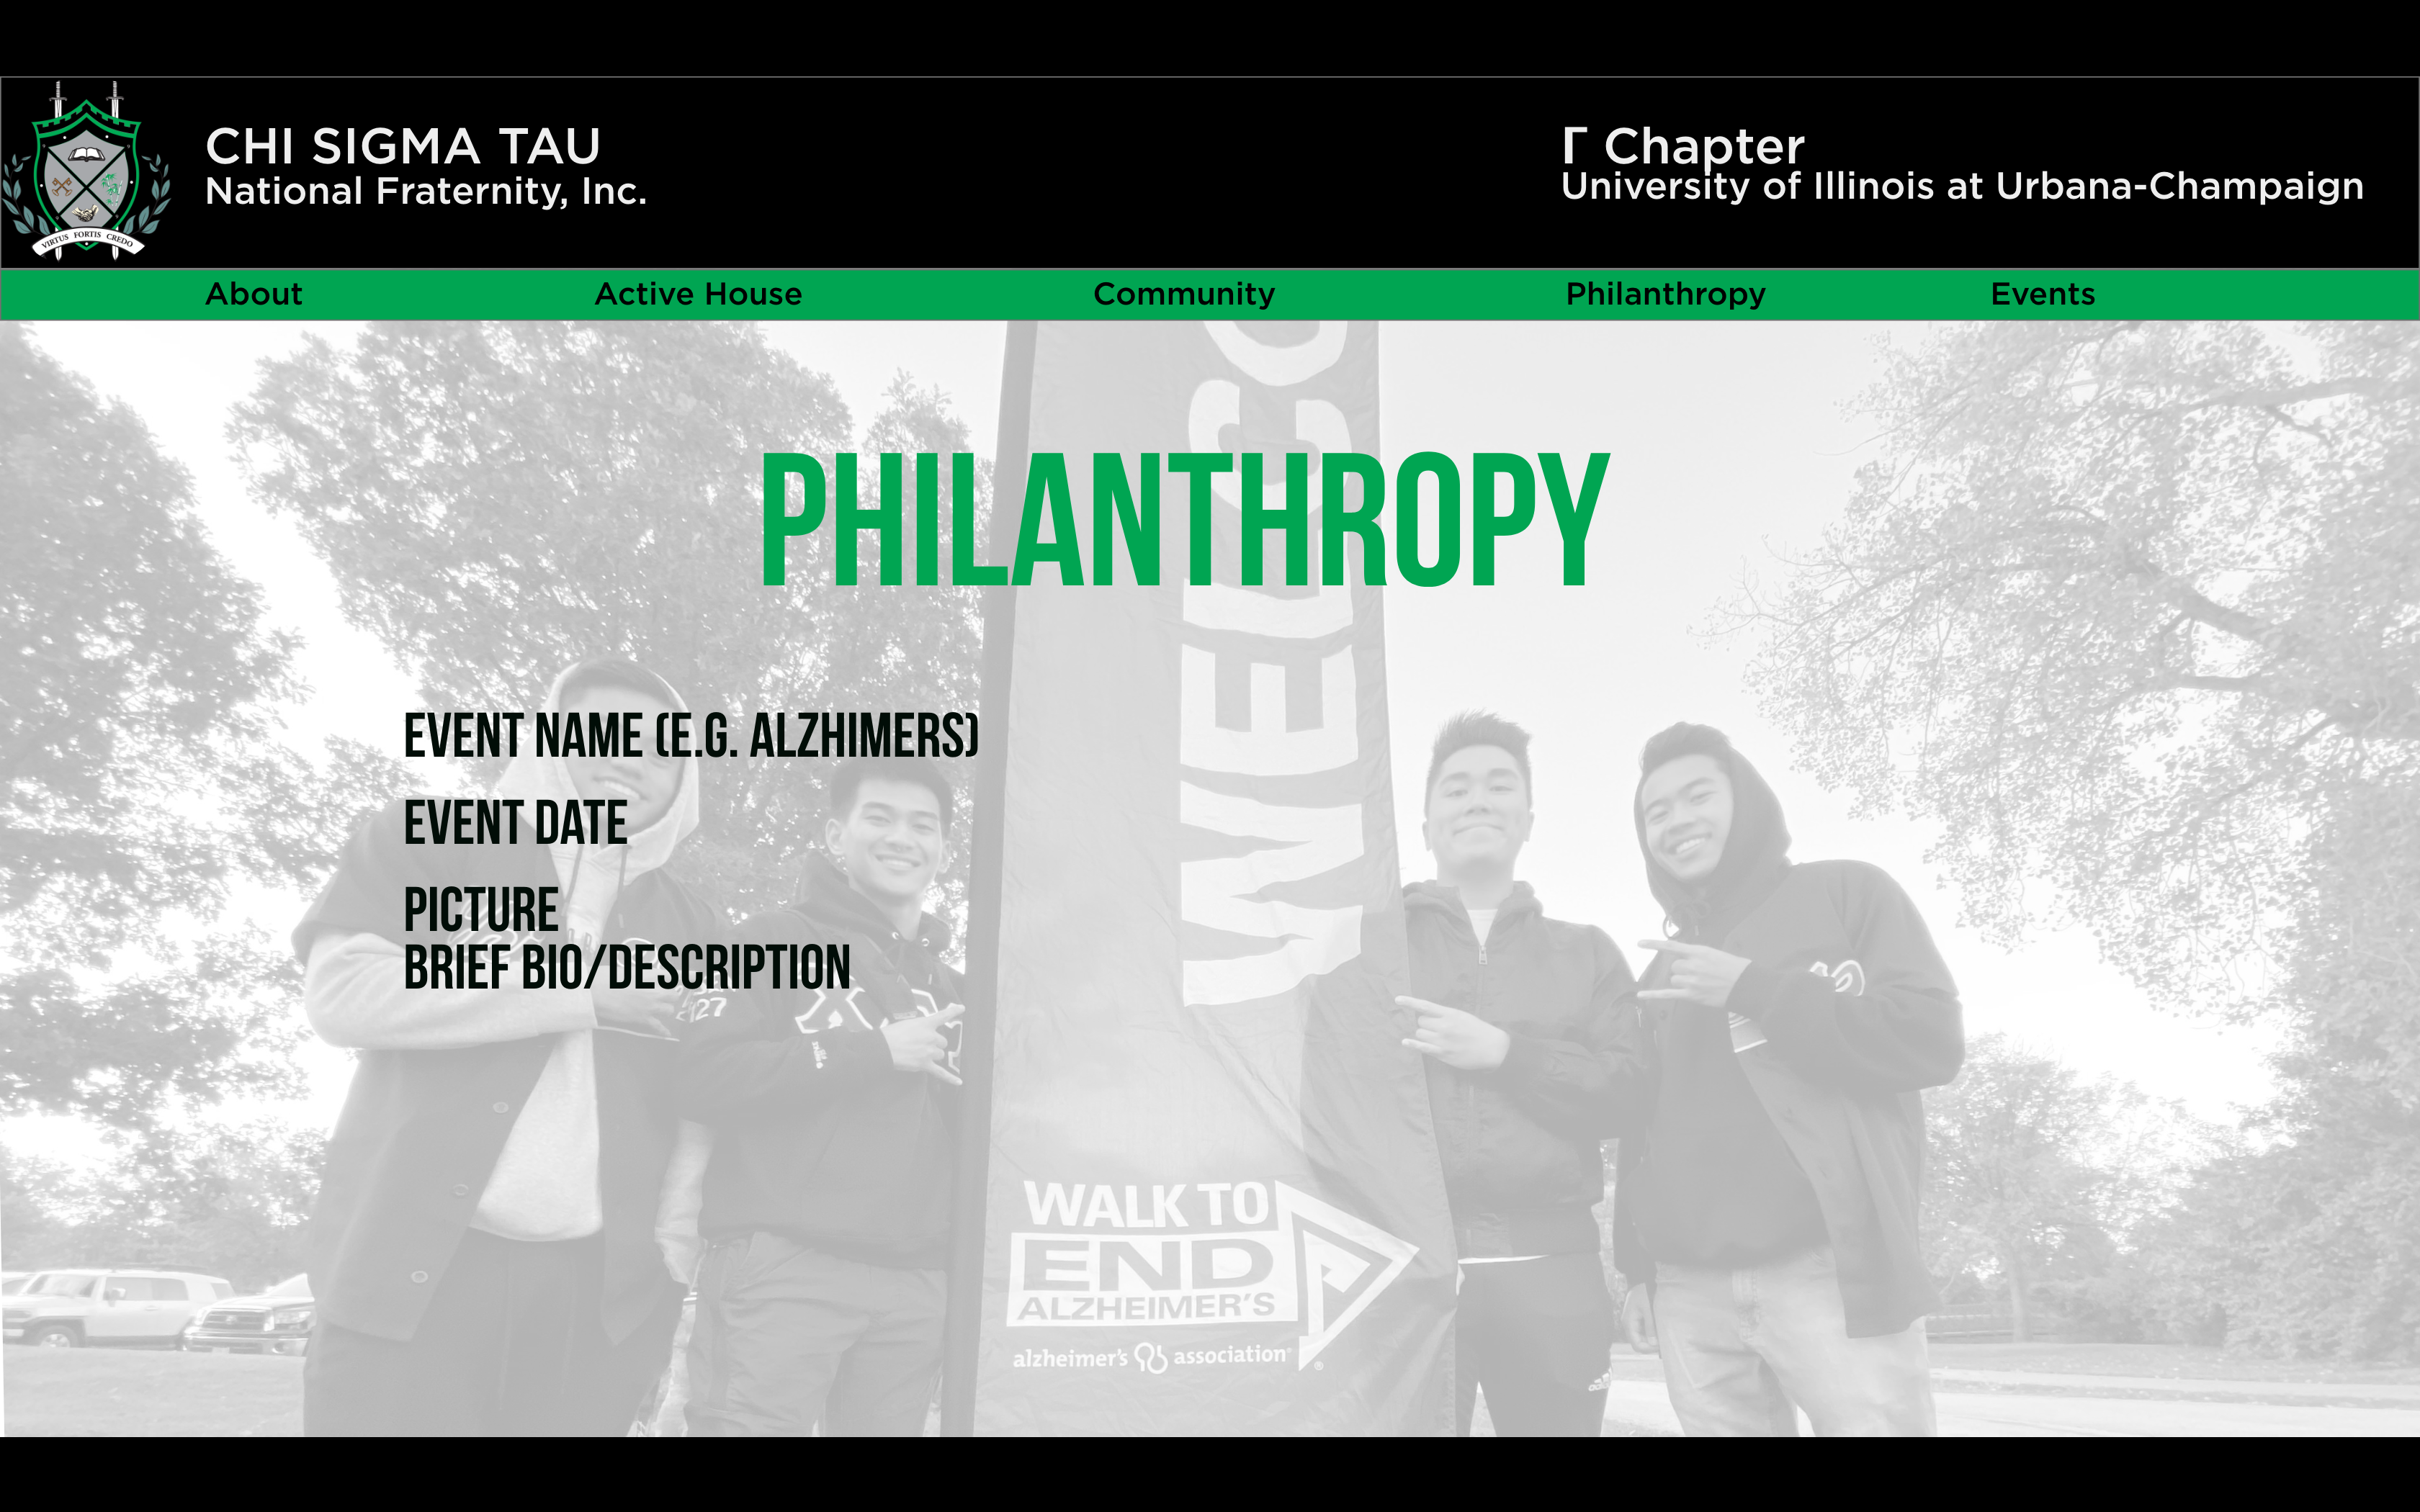 CHI SIGMA TAU
National Fraternity, Inc.
Γ Chapter
University of Illinois at Urbana-Champaign
VIRTUS FORTIS CREDO
About
Active House
Community
Philanthropy
Events
PHILANTHROPY
EVENT NAME (E.G. ALZHIMERS)
EVENT DATE
PICTURE
BRIEF BIO/DESCRIPTION
WELCO
WALK TO
END
ALZHEIMER'S
alzheimer's association®